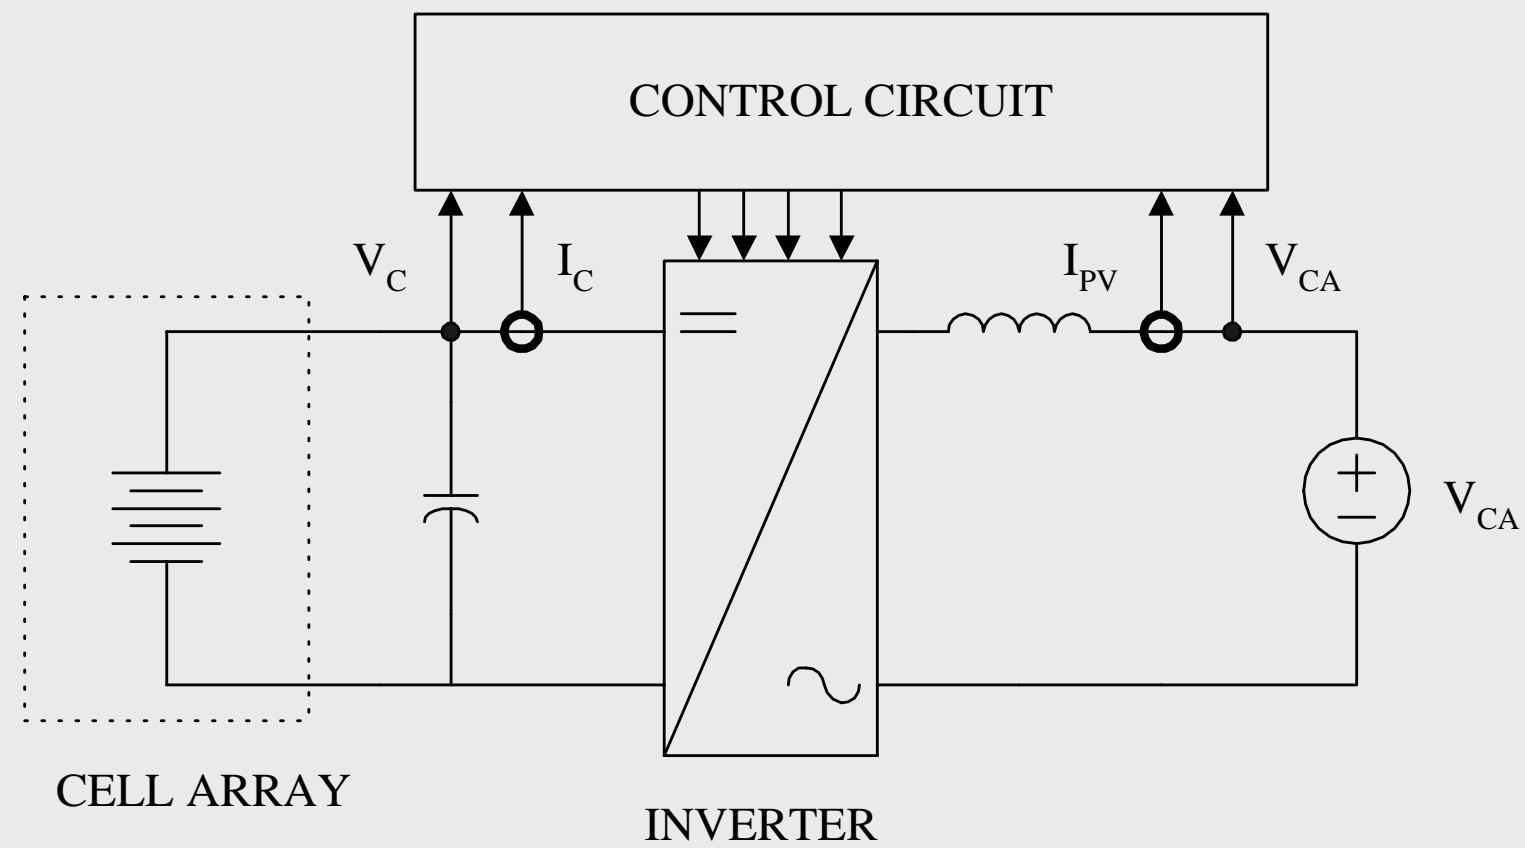 CONTROL CIRCUIT
V_C
I_C
I_PV
V_CA
V_CA
CELL ARRAY
INVERTER